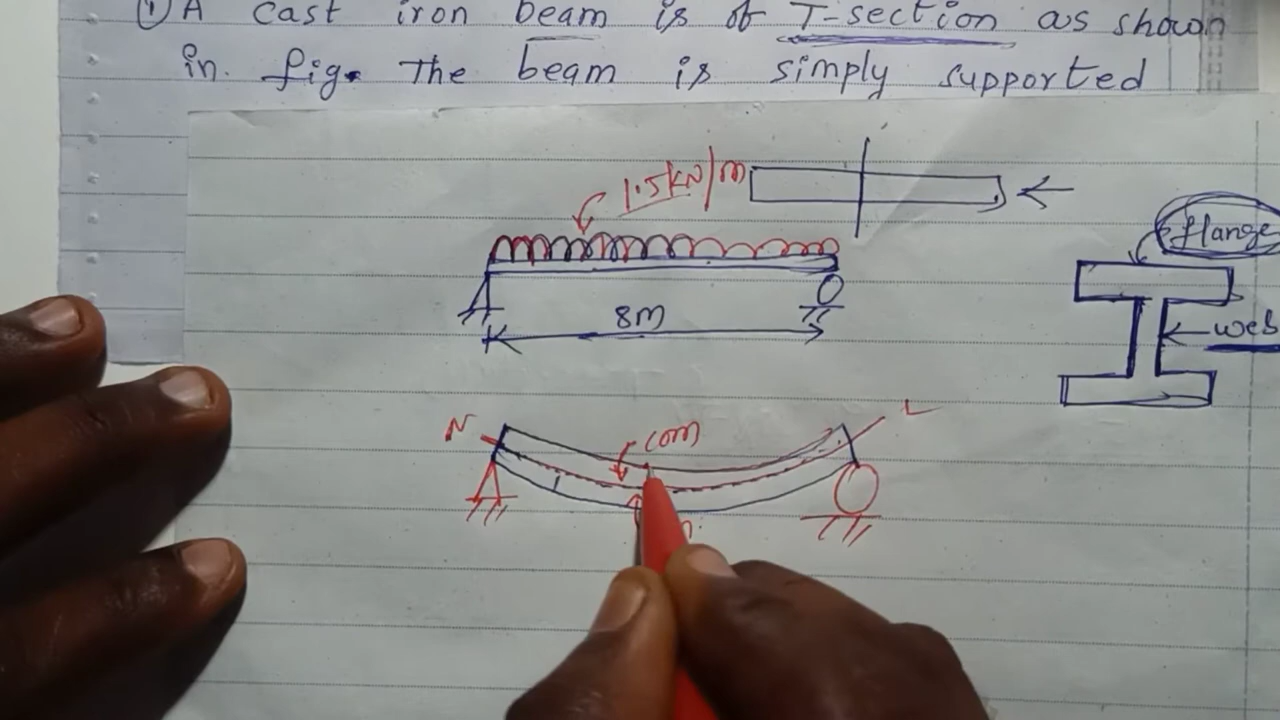 ① A cast iron beam is of T-section as shown
in. fig. The beam is simply supported
1.5kN/m
flange
8M
web
N
com
L